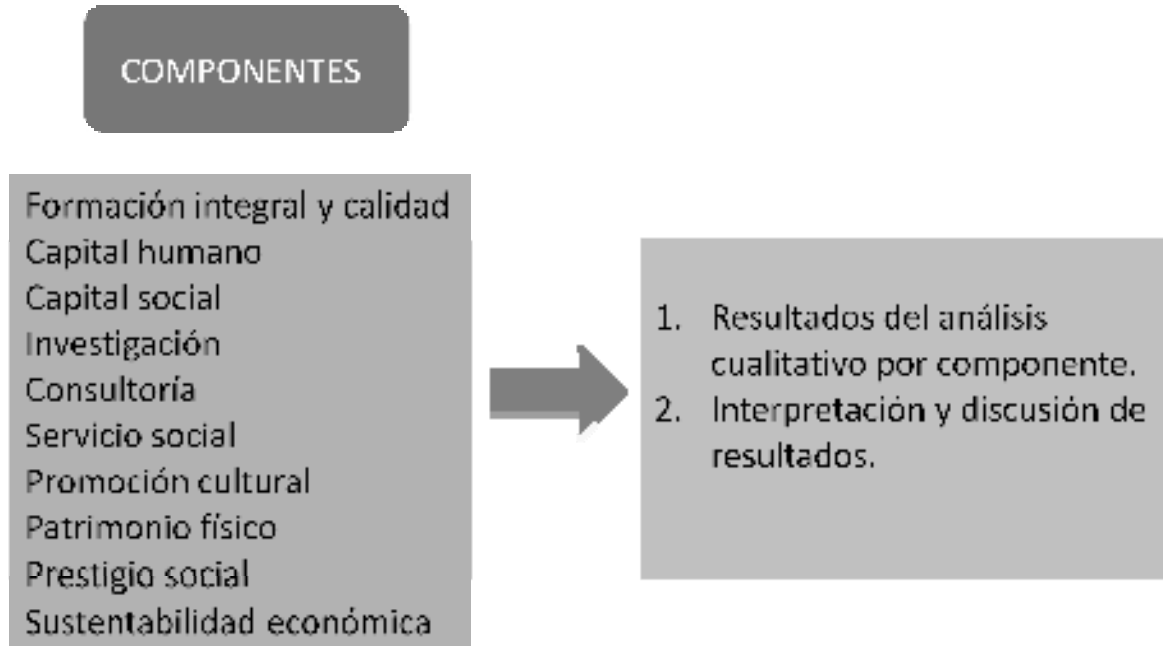 COMPONENTES
Formación integral y calidad
Capital humano
Capital social
Investigación
Consultoría
Servicio social
Promoción cultural
Patrimonio físico
Prestigio social
Sustentabilidad económica
1. Resultados del análisis
cualitativo por componente.
2. Interpretación y discusión de
resultados.